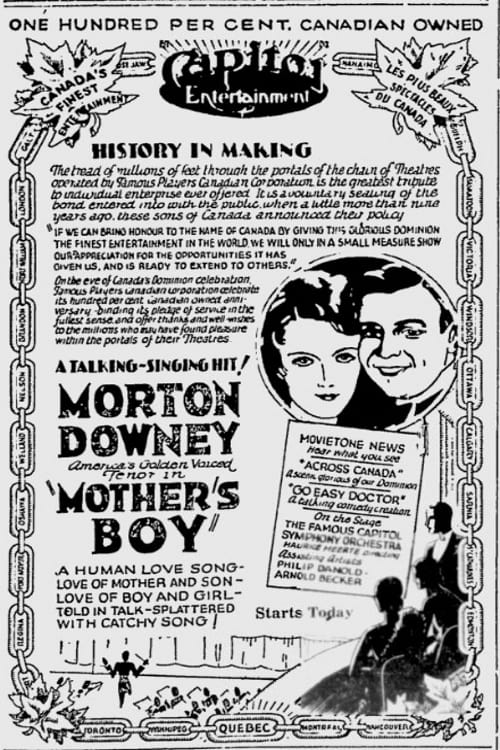 ONE HUNDRED PER CENT. CANADIAN OWNED
CANADA'S
FINEST
ENTERTAINMENT
Capitol
Entertainment
NANAIMO
LES PLUS BEAUX
SPECTACLES
DU CANADA
HISTORY IN MAKING
The tread of millions of feet through the portals of the chain of Theatres
operated by Famous Players Canadian Corporation, is the greatest tribute
to individual enterprise ever offered. It is a voluntary sealing of the
bond entered into with the public, when a little more than nine
years ago, these sons of Canada announced their policy
"IF WE CAN BRING HONOUR TO THE NAME OF CANADA BY GIVING THIS GLORIOUS DOMINION
THE FINEST ENTERTAINMENT IN THE WORLD, WE WILL ONLY IN A SMALL MEASURE SHOW
OUR APPRECIATION FOR THE OPPORTUNITIES IT HAS
GIVEN US, AND IS READY TO EXTEND TO OTHERS."
On the eve of Canada's Dominion celebration,
Famous Players Canadian Corporation celebrate
its hundred per cent Canadian owned anni-
versary - binding its pledge of service in the
fullest sense, and offer thanks and well wishes
to the millions who may have found pleasure
within the portals of their Theatres.
A TALKING-SINGING HIT!
MORTON
DOWNEY
America's Golden Voiced
Tenor in
"MOTHER'S
BOY"
A HUMAN LOVE SONG-
LOVE OF MOTHER AND SON-
LOVE OF BOY AND GIRL-
TOLD IN TALK-SPLATTERED
WITH CATCHY SONG!
MOVIETONE NEWS
Hear what you see
"ACROSS CANADA"
A scenic glorious of our Dominion
"GO EASY DOCTOR"
A talking comedy creation
On the Stage
THE FAMOUS CAPITOL
SYMPHONY ORCHESTRA
MAURICE MEERTE Directing
Assisting Artists
PHILIP DANOLD-
ARNOLD BECKER
Starts Today
GALT
LONDON
FORT WILLIAM
NELSON
WELLAND
OSHAWA
REGINA
VICTORIA
WINDSOR
OTTAWA
CALGARY
SARNIA
EDMONTON
TORONTO
WINNIPEG
QUEBEC
MONTREAL
VANCOUVER